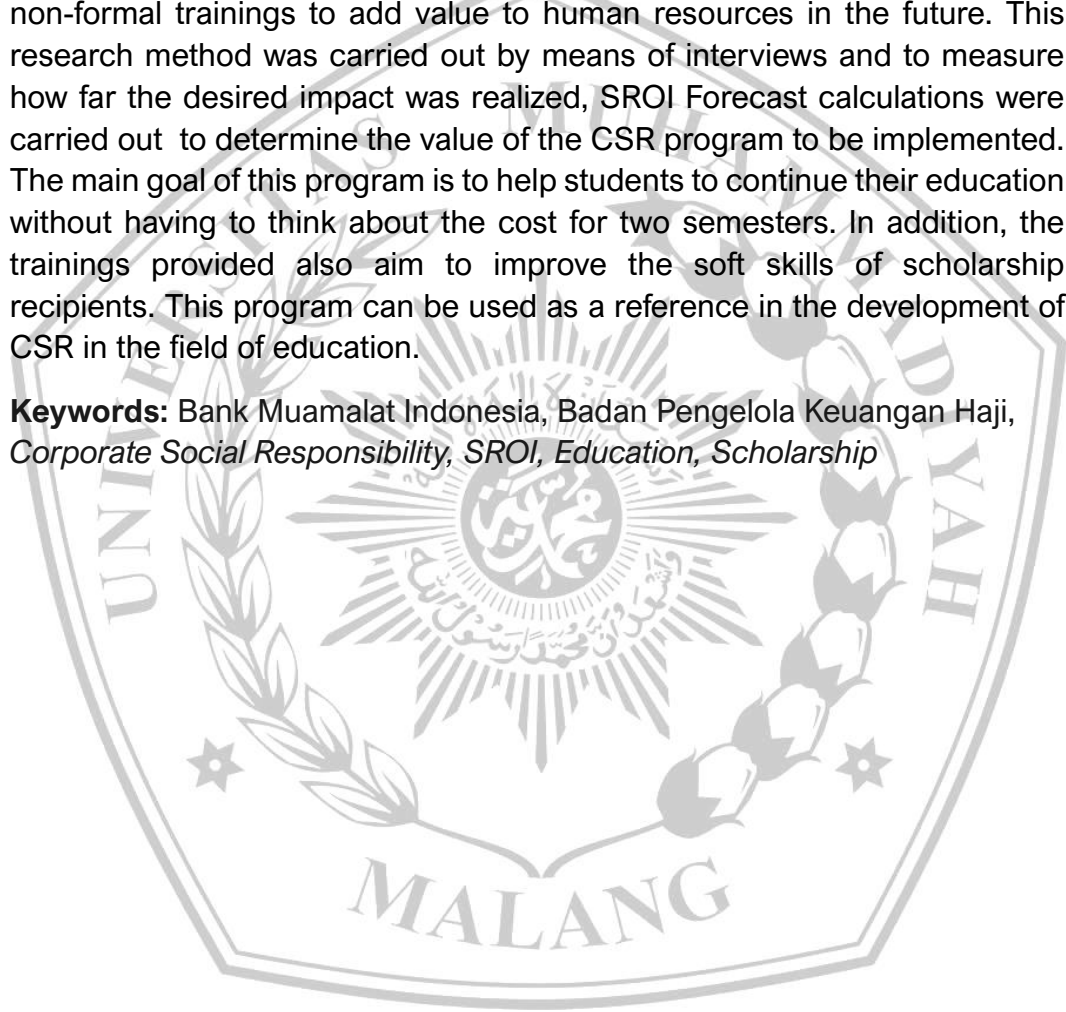 non-formal trainings to add value to human resources in the future. This
research method was carried out by means of interviews and to measure
how far the desired impact was realized, SROI Forecast calculations were
carried out to determine the value of the CSR program to be implemented.
The main goal of this program is to help students to continue their education
without having to think about the cost for two semesters. In addition, the
trainings provided also aim to improve the soft skills of scholarship
recipients. This program can be used as a reference in the development of
CSR in the field of education.
Keywords: Bank Muamalat Indonesia, Badan Pengelola Keuangan Haji,
Corporate Social Responsibility, SROI, Education, Scholarship
UNIVERSITAS MUHAMMADIYAH
MALANG